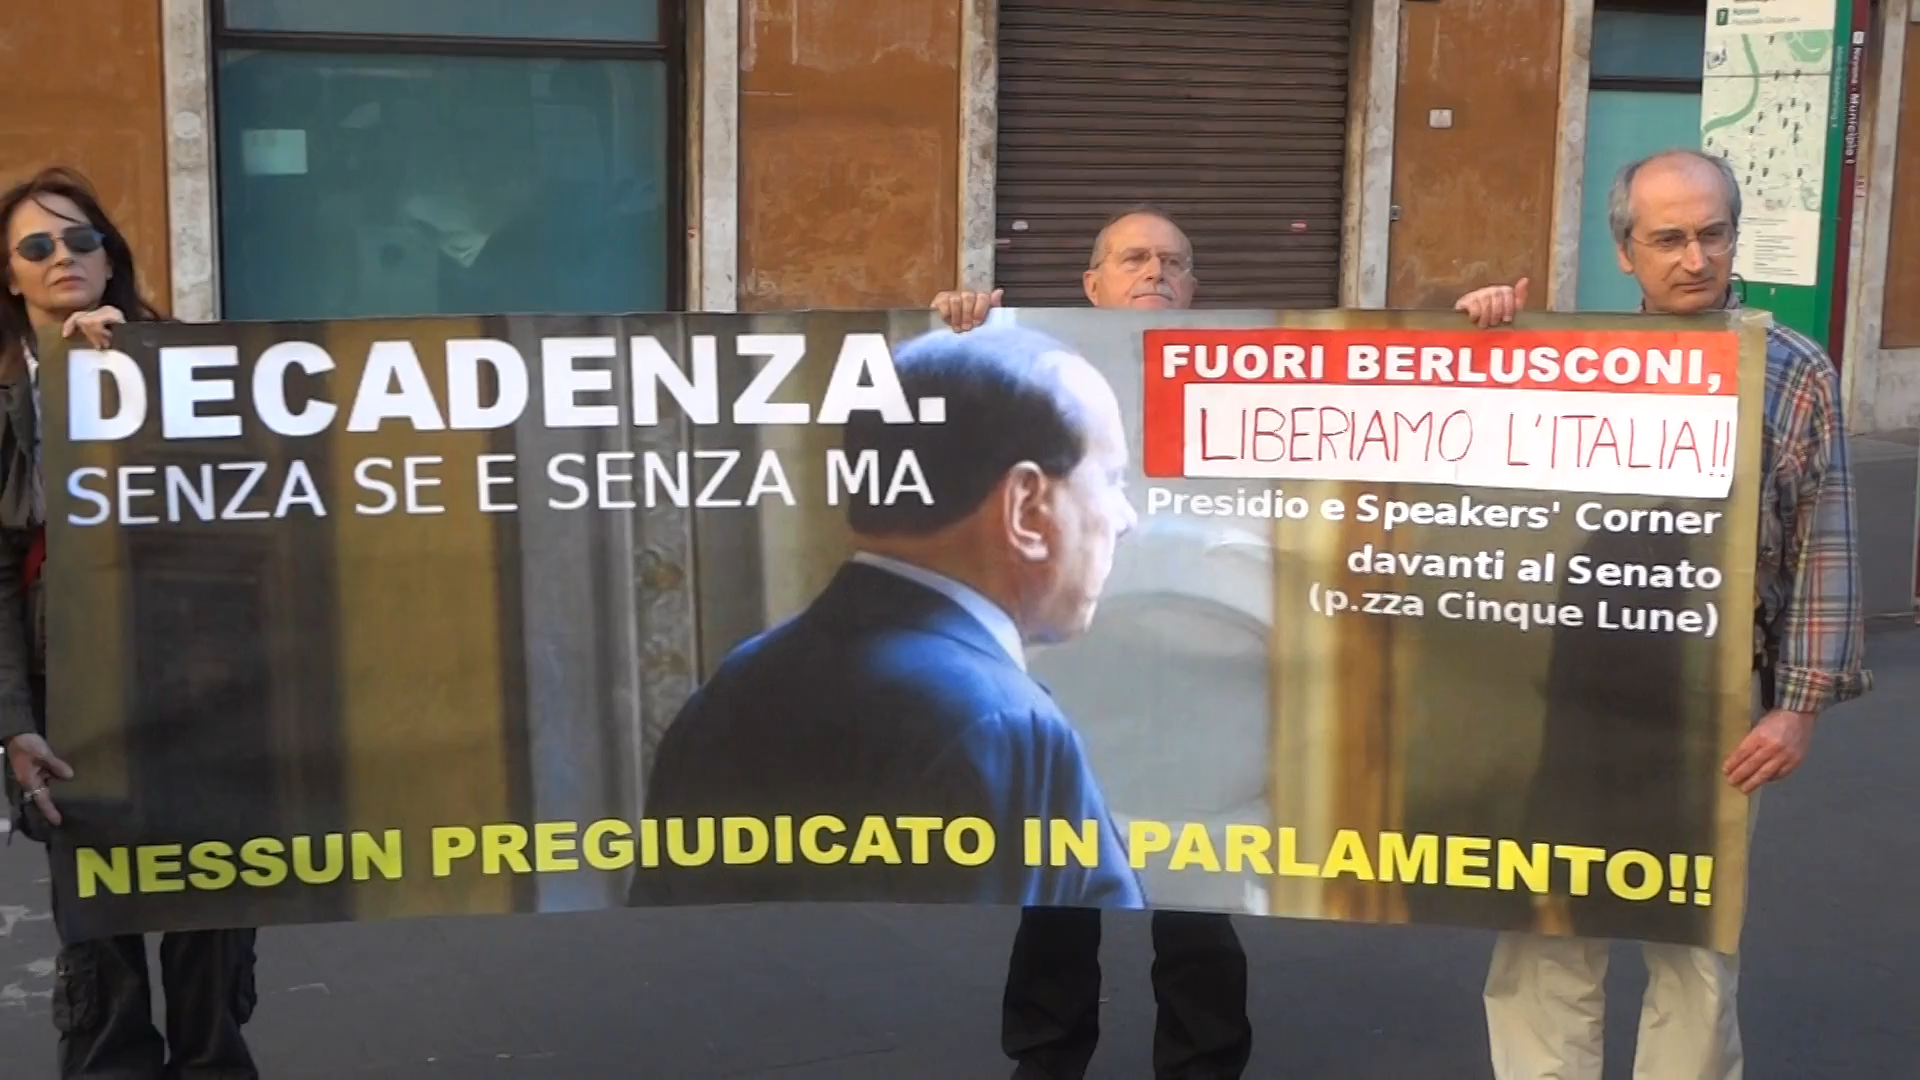 DECADENZA.
SENZA SE E SENZA MA
FUORI BERLUSCONI,
LIBERIAMO L'ITALIA!!
Presidio e Speakers' Corner
davanti al Senato
(p.zza Cinque Lune)
NESSUN PREGIUDICATO IN PARLAMENTO!!